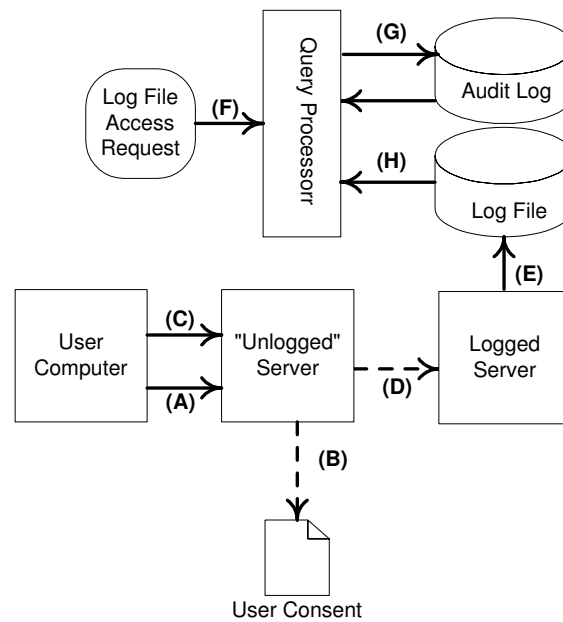 (G)
Log File
Access
Request
(F)
Query Processorr
Audit Log
(H)
Log File
(E)
User
Computer
(C)
(A)
"Unlogged"
Server
(D)
Logged
Server
(B)
User Consent